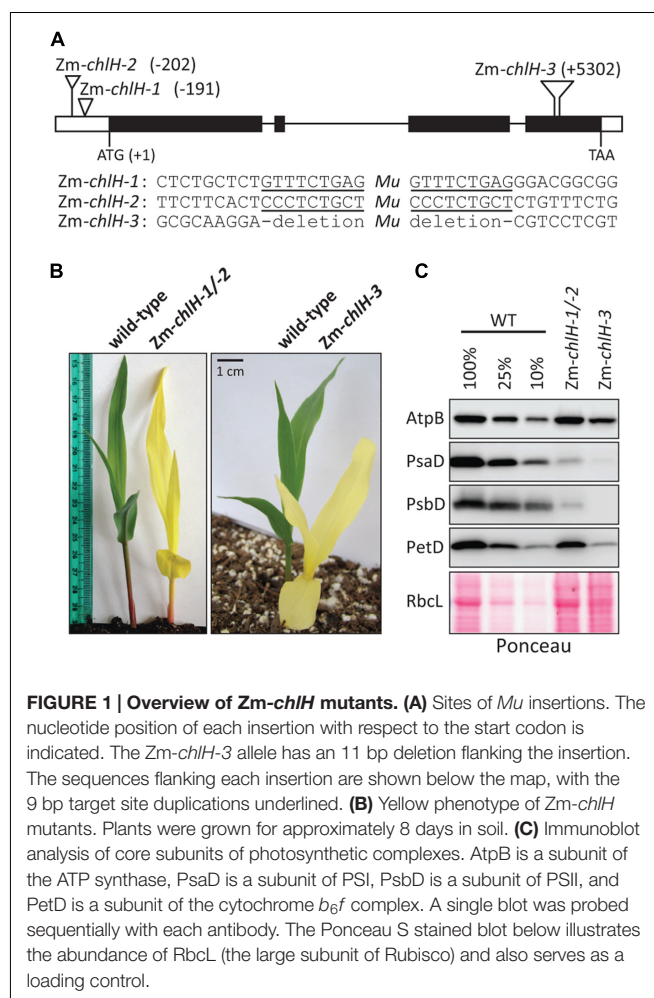 A
Zm-chlH-2 (-202)
Zm-chlH-1 (-191)
Zm-chlH-3 (+5302)
ATG (+1)
TAA
Zm-chlH-1: CTCTGCTCTGTTTCTGAG Mu GTTTCTGAGGGACGGCGG
Zm-chlH-2: TTCTTCACTCCCTCTGCT Mu CCCTCTGCTCTGTTTCTG
Zm-chlH-3: GCGCAAGGA-deletion Mu deletion-CGTCCTCGT
B
wild-type
Zm-chlH-1/-2
wild-type
Zm-chlH-3
1 cm
C
WT
100%
25%
10%
Zm-chlH-1/-2
Zm-chlH-3
AtpB
PsaD
PsbD
PetD
RbcL
Ponceau
FIGURE 1 | Overview of Zm-chlH mutants. (A) Sites of Mu insertions. The
nucleotide position of each insertion with respect to the start codon is
indicated. The Zm-chlH-3 allele has an 11 bp deletion flanking the insertion.
The sequences flanking each insertion are shown below the map, with the
9 bp target site duplications underlined. (B) Yellow phenotype of Zm-chlH
mutants. Plants were grown for approximately 8 days in soil. (C) Immunoblot
analysis of core subunits of photosynthetic complexes. AtpB is a subunit of
the ATP synthase, PsaD is a subunit of PSI, PsbD is a subunit of PSII, and
PetD is a subunit of the cytochrome b6f complex. A single blot was probed
sequentially with each antibody. The Ponceau S stained blot below illustrates
the abundance of RbcL (the large subunit of Rubisco) and also serves as a
loading control.